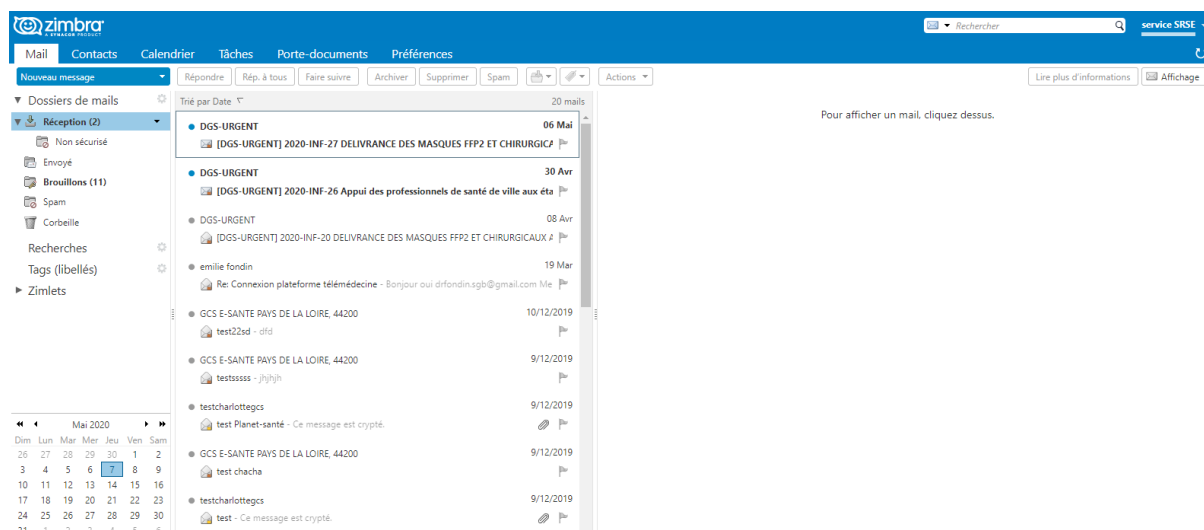 zimbra
A SYNACOR PRODUCT
Rechercher
service SRSE
Mail Contacts Calendrier Tâches Porte-documents Préférences
Nouveau message
Répondre Rép. à tous Faire suivre Archiver Supprimer Spam Actions Lire plus d'informations Affichage
Dossiers de mails
Réception (2)
Non sécurisé
Envoyé
Brouillons (11)
Spam
Corbeille
Recherches
Tags (libellés)
Zimlets
Trié par Date 20 mails
DGS-URGENT 06 Mai
[DGS-URGENT] 2020-INF-27 DELIVRANCE DES MASQUES FFP2 ET CHIRURGICA
DGS-URGENT 30 Avr
[DGS-URGENT] 2020-INF-26 Appui des professionnels de santé de ville aux éta
DGS-URGENT 08 Avr
[DGS-URGENT] 2020-INF-20 DELIVRANCE DES MASQUES FFP2 ET CHIRURGICAUX A
emilie fondin 19 Mar
Re: Connexion plateforme télémédecine - Bonjour oui drfondin.sgb@gmail.com Me
GCS E-SANTE PAYS DE LA LOIRE, 44200 10/12/2019
test22sd - dfd
GCS E-SANTE PAYS DE LA LOIRE, 44200 9/12/2019
testsssss - jhjhjh
testcharlottegcs 9/12/2019
test Planet-santé - Ce message est crypté.
GCS E-SANTE PAYS DE LA LOIRE, 44200 9/12/2019
test chacha
testcharlottegcs 9/12/2019
test - Ce message est crypté.
Pour afficher un mail, cliquez dessus.
Mai 2020
Dim Lun Mar Mer Jeu Ven Sam
26 27 28 29 30 1 2
3 4 5 6 7 8 9
10 11 12 13 14 15 16
17 18 19 20 21 22 23
24 25 26 27 28 29 30
31 1 2 3 4 5 6